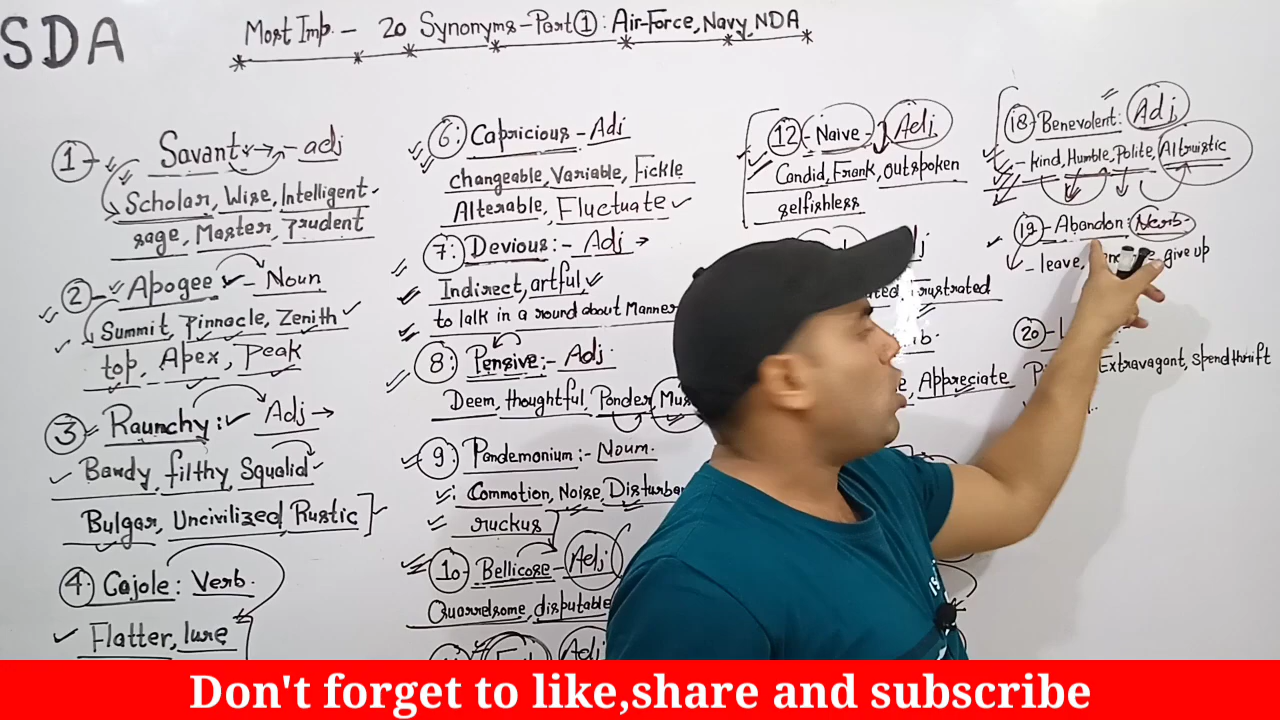 SDA
Most Imp. - 20 Synonyms-Part①: Air-Force, Navy, NDA
1- Savant → - adj
Scholar, Wise, Intelligent
sage, Master, prudent
2- Apogee - Noun
Summit, pinnacle, Zenith
top, Apex, peak
3 Raunchy: Adj →
Bawdy filthy Squalid
Bulgar, Uncivilized Rustic
4. Cajole: Verb.
Flatter, lure
6: Capricious - Adj
changeable, Variable, Fickle
Alterable, Fluctuate
7: Devious:- Adj →
Indirect, artful,
to talk in a round about Manner
8: Pensive:- Adj.
Deem, thoughtful, Ponder, Mus
9 Pandemonium:- Noum.
Commotion, Noise, Disturban
ruckus
10- Bellicose - Adj
Quarrelsome, disputable
Adj
12 - Naive - Adj.
Candid, Frank, outspoken
selfishless
frustrated
Appreciate
18- Benevolent: Adj
- kind, Humble, Polite, Altruistic
19- Abandon: Verb-
- leave, give up
20-
Extravagant, spendthrift
Don't forget to like,share and subscribe